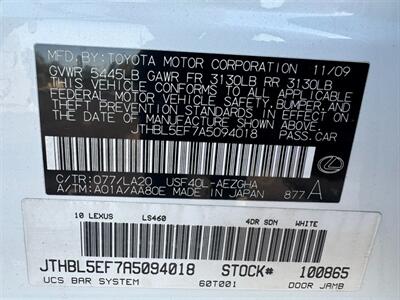 MFD.BY: TOYOTA MOTOR CORPORATION 11/09
GVWR 5445LB GAWR FR 3130LB RR 3130LB
THIS VEHICLE CONFORMS TO ALL APPLICABLE
FEDERAL MOTOR VEHICLE SAFETY, BUMPER, AND
THEFT PREVENTION STANDARDS IN EFFECT ON
THE DATE OF MANUFACTURE SHOWN ABOVE.
JTHBL5EF7A5094018 PASS.CAR
C/TR: 077/LA20 USF40L-AEZGHA
A/TM: A01A/AA80E MADE IN JAPAN 877 A
10 LEXUS LS460 4DR SDN WHITE
JTHBL5EF7A5094018 STOCK# 100865
UCS BAR SYSTEM 60T001 DOOR JAMB